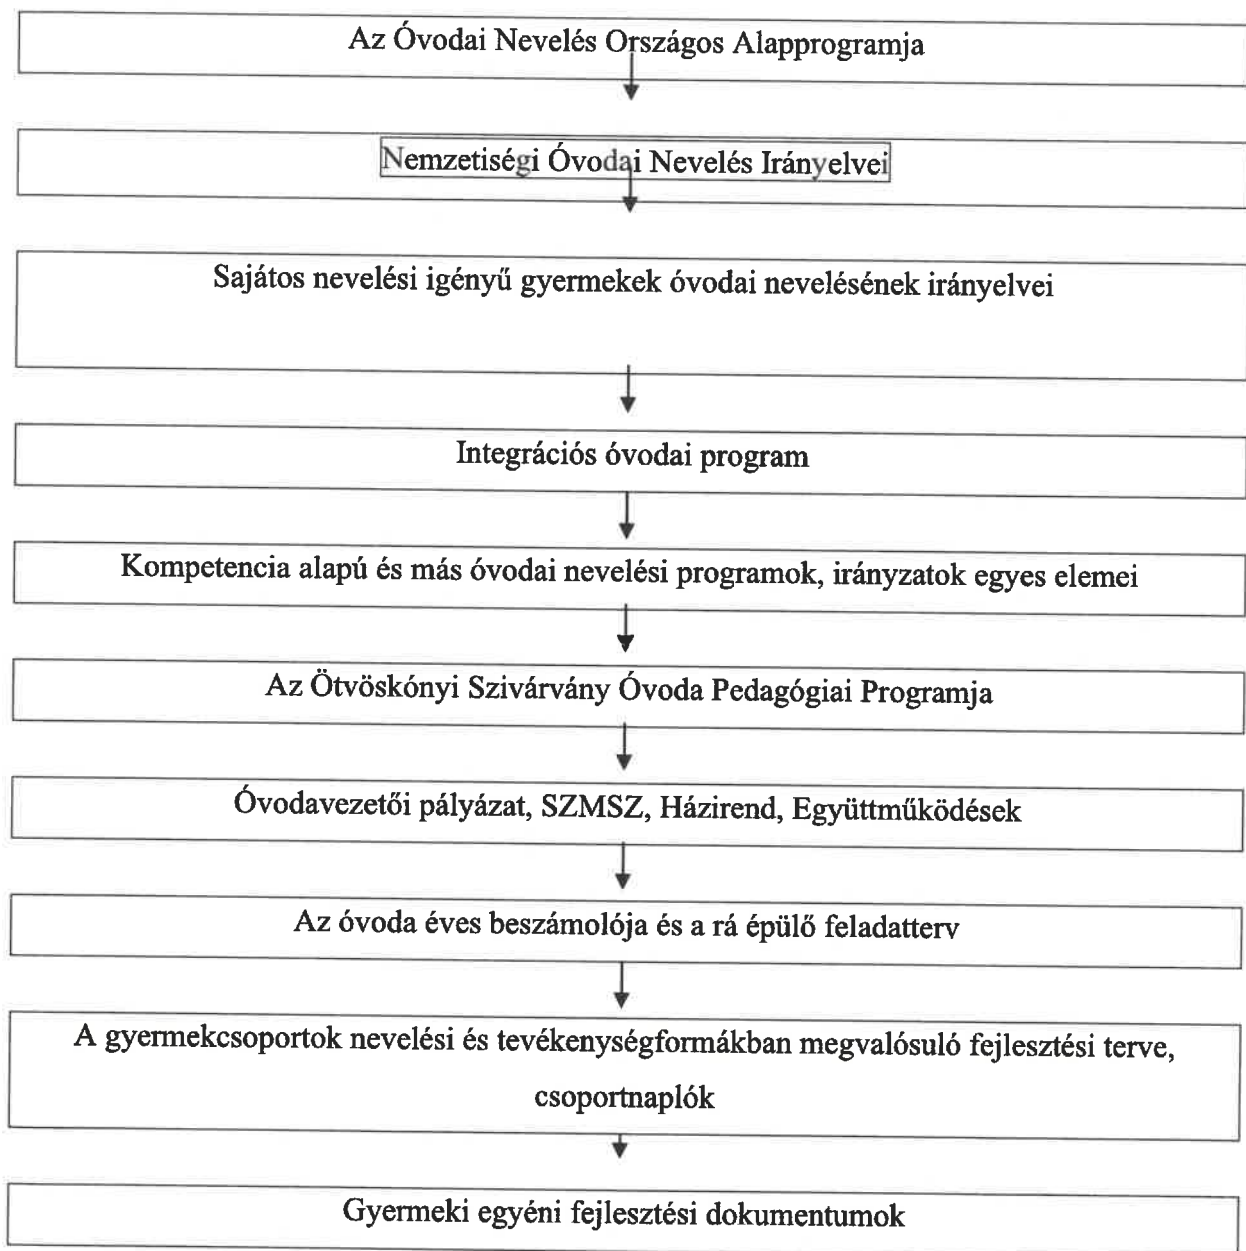 Az Óvodai Nevelés Országos Alapprogramja
Nemzetiségi Óvodai Nevelés Irányelvei
Sajátos nevelési igényű gyermekek óvodai nevelésének irányelvei
Integrációs óvodai program
Kompetencia alapú és más óvodai nevelési programok, irányzatok egyes elemei
Az Ötvöskónyi Szivárvány Óvoda Pedagógiai Programja
Óvodavezetői pályázat, SZMSZ, Házirend, Együttműködések
Az óvoda éves beszámolója és a rá épülő feladatterv
A gyermekcsoportok nevelési és tevékenységformákban megvalósuló fejlesztési terve,
csoportnaplók
Gyermeki egyéni fejlesztési dokumentumok